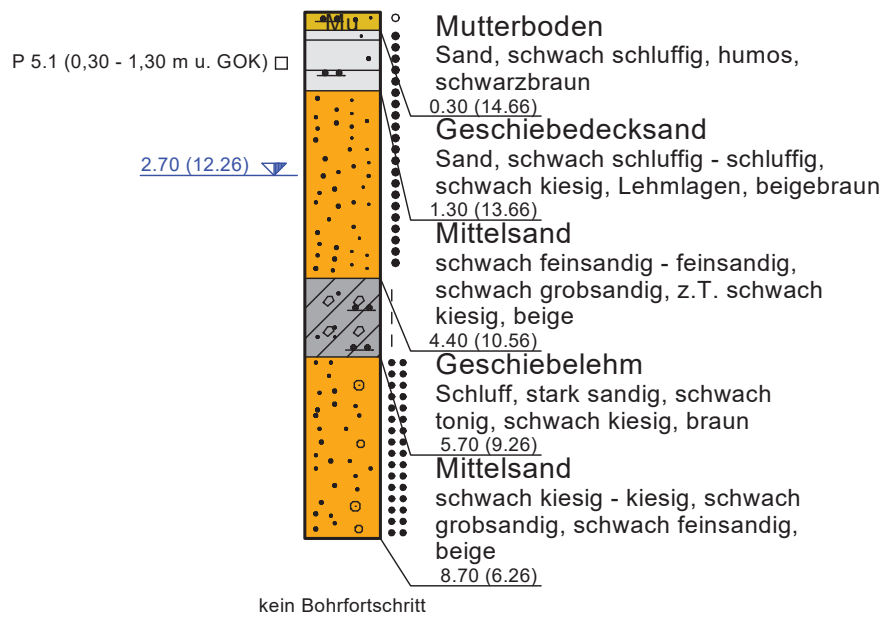 Mu
Mutterboden
Sand, schwach schluffig, humos,
schwarzbraun
0.30 (14.66)
P 5.1 (0,30 - 1,30 m u. GOK)
Geschiebedecksand
Sand, schwach schluffig - schluffig,
schwach kiesig, Lehmlagen, beigebraun
1.30 (13.66)
2.70 (12.26)
Mittelsand
schwach feinsandig - feinsandig,
schwach grobsandig, z.T. schwach
kiesig, beige
4.40 (10.56)
Geschiebelehm
Schluff, stark sandig, schwach
tonig, schwach kiesig, braun
5.70 (9.26)
Mittelsand
schwach kiesig - kiesig, schwach
grobsandig, schwach feinsandig,
beige
8.70 (6.26)
kein Bohrfortschritt